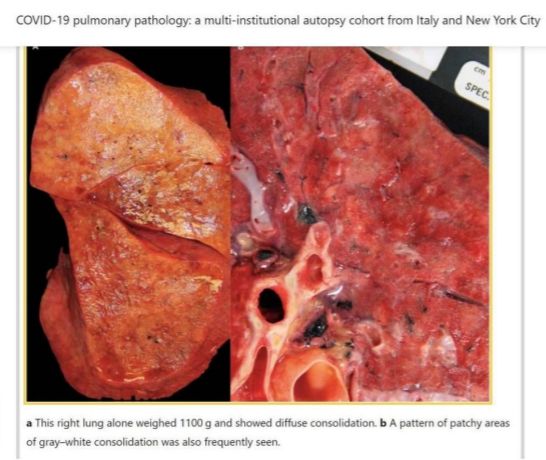 COVID-19 pulmonary pathology: a multi-institutional autopsy cohort from Italy and New York City
cm
SPEC.
a This right lung alone weighed 1100 g and showed diffuse consolidation. b A pattern of patchy areas
of gray–white consolidation was also frequently seen.